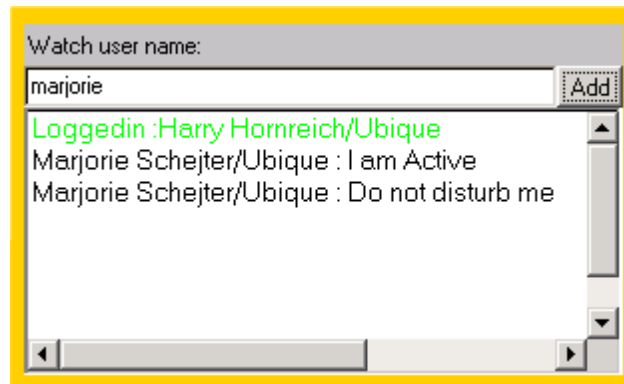 Watch user name:
marjorie Add
Loggedin :Harry Hornreich/Ubique
Marjorie Schejter/Ubique : I am Active
Marjorie Schejter/Ubique : Do not disturb me